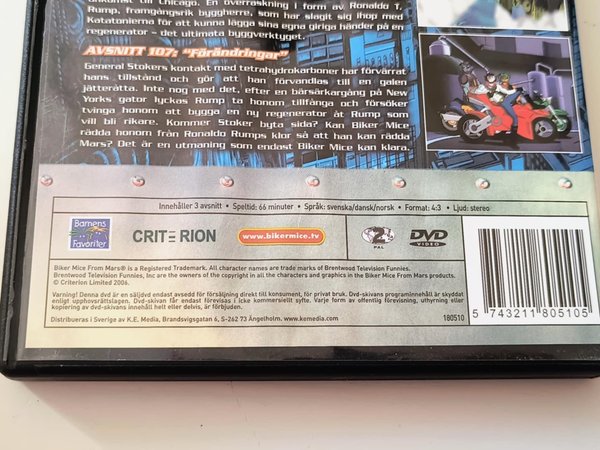 anlänt till Chicago. En överraskning i form av Ronaldo T.
Rump, framgångsrik byggherre, som har slagit sig ihop med
Katatonierna för att kunna lägga sina egna giriga händer på en
regenerator - det ultimata byggverktyget.
AVSNITT 107: "Förändringar"
General Stokers kontakt med tetrahydrokarboner har förvärrat
hans tillstånd och gör att han förvandlas till en galen
jätteråtta. Inte nog med det, efter en bärsärkargång på New
Yorks gator lyckas Rump ta honom tillfånga och försöker
tvinga honom att bygga en ny regenerator åt Rump som
vill bli rikare. Kommer Stoker byta sida? Kan Biker Mice
rädda honom från Ronaldo Rumps klor så att han kan rädda
Mars? Det är en utmaning som endast Biker Mice kan klara.
Innehåller 3 avsnitt • Speltid: 66 minuter • Språk: svenska/dansk/norsk • Format: 4:3 • Ljud: stereo
Barnens
Favoriter
CRITERION
www.bikermice.tv
2
PAL
DVD
VIDEO
Biker Mice From Mars® is a Registered Trademark. All character names are trade marks of Brentwood Television Funnies.
Brentwood Television Funnies, Inc are the owners of the copyright in all the characters and graphics in the Biker Mice From Mars products.
© Criterion Limited 2006.
Varning! Denna dvd är en säljdvd endast avsedd för försäljning direkt till konsument, för privat bruk. Dvd-skivans programinnehåll är skyddat
enligt upphovsrättslagen. Dvd-skivan får endast förevisas i icke kommersiellt syfte. Varje form av offentlig förevisning, uthyrning eller
kopiering av dvd-skivans innehåll helt eller delvis, är förbjuden.
Distribueras i Sverige av K.E. Media, Brandsvigsgatan 6, S-262 73 Ängelholm. www.kemedia.com
180510
5 743211 805105